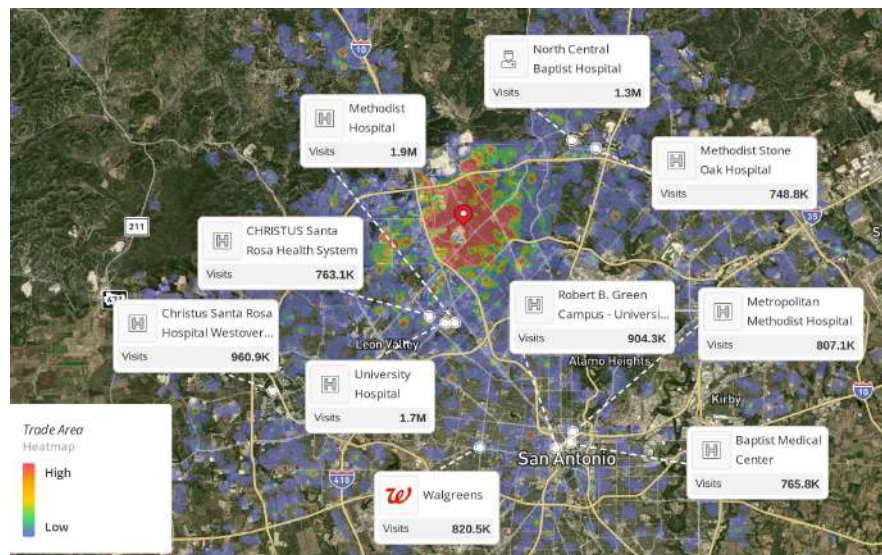 10
North Central
Baptist Hospital
Visits 1.3M
Methodist
Hospital
Visits 1.9M
Methodist Stone
Oak Hospital
Visits 748.8K
35
211
CHRISTUS Santa
Rosa Health System
Visits 763.1K
471
Christus Santa Rosa
Hospital Westover...
Visits 960.9K
Robert B. Green
Campus - Universi...
Visits 904.3K
Metropolitan
Methodist Hospital
Visits 807.1K
Leon Valley
Alamo Heights
University
Hospital
Visits 1.7M
Kirby
10
Trade Area
Heatmap
High
Low
San Antonio
Baptist Medical
Center
Visits 765.8K
410
W Walgreens
Visits 820.5K